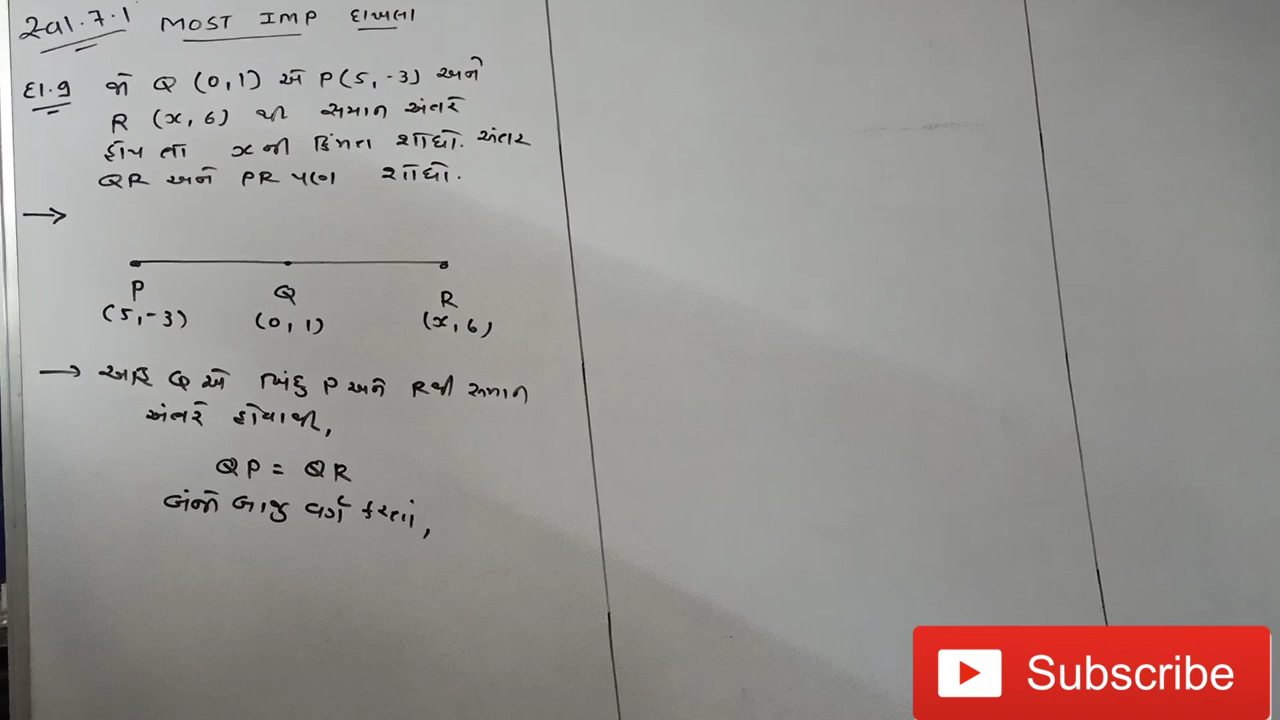 સ્વા.7.1 MOST IMP દાખલા
દા.9 જો Q (0,1) એ P(5,-3) અને
R (x, 6) થી સમાન અંતરે
હોય તો x ની કિંમત શોધો. અંતર
QR અને PR પણ શોધો.
→
P Q R
(5,-3) (0, 1) (x, 6)
→ અહિ Q એ બિંદુ P અને R થી સમાન
અંતરે હોવાથી,
QP = QR
બંને બાજુ વર્ગ કરતાં,
Subscribe